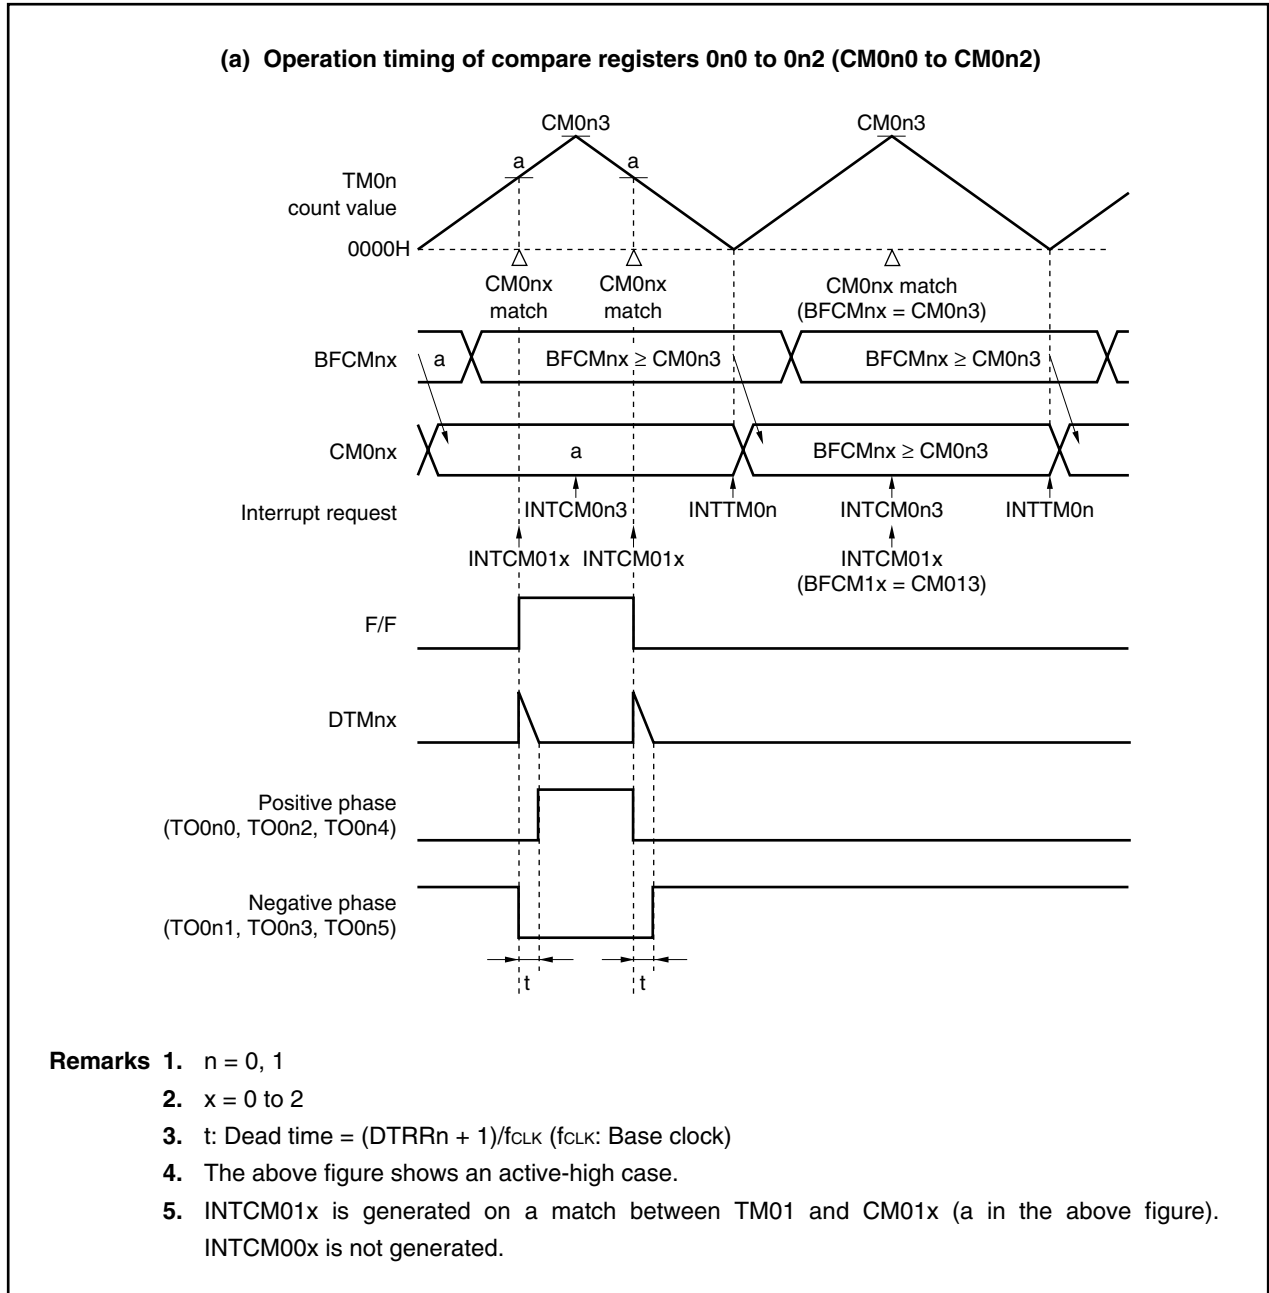 (a) Operation timing of compare registers 0n0 to 0n2 (CM0n0 to CM0n2)
CM0n3 CM0n3
a a
TM0n
count value
0000H
CM0nx
match
CM0nx
match
CM0nx match
(BFCMnx = CM0n3)
BFCMnx a BFCMnx ≥ CM0n3 BFCMnx ≥ CM0n3
CM0nx a BFCMnx ≥ CM0n3
Interrupt request INTCM0n3 INTTM0n INTCM0n3 INTTM0n
INTCM01x INTCM01x INTCM01x
(BFCM1x = CM013)
F/F
DTMnx
Positive phase
(TO0n0, TO0n2, TO0n4)
Negative phase
(TO0n1, TO0n3, TO0n5)
t t
Remarks 1. n = 0, 1
2. x = 0 to 2
3. t: Dead time = (DTRRn + 1)/fCLK (fCLK: Base clock)
4. The above figure shows an active-high case.
5. INTCM01x is generated on a match between TM01 and CM01x (a in the above figure).
INTCM00x is not generated.